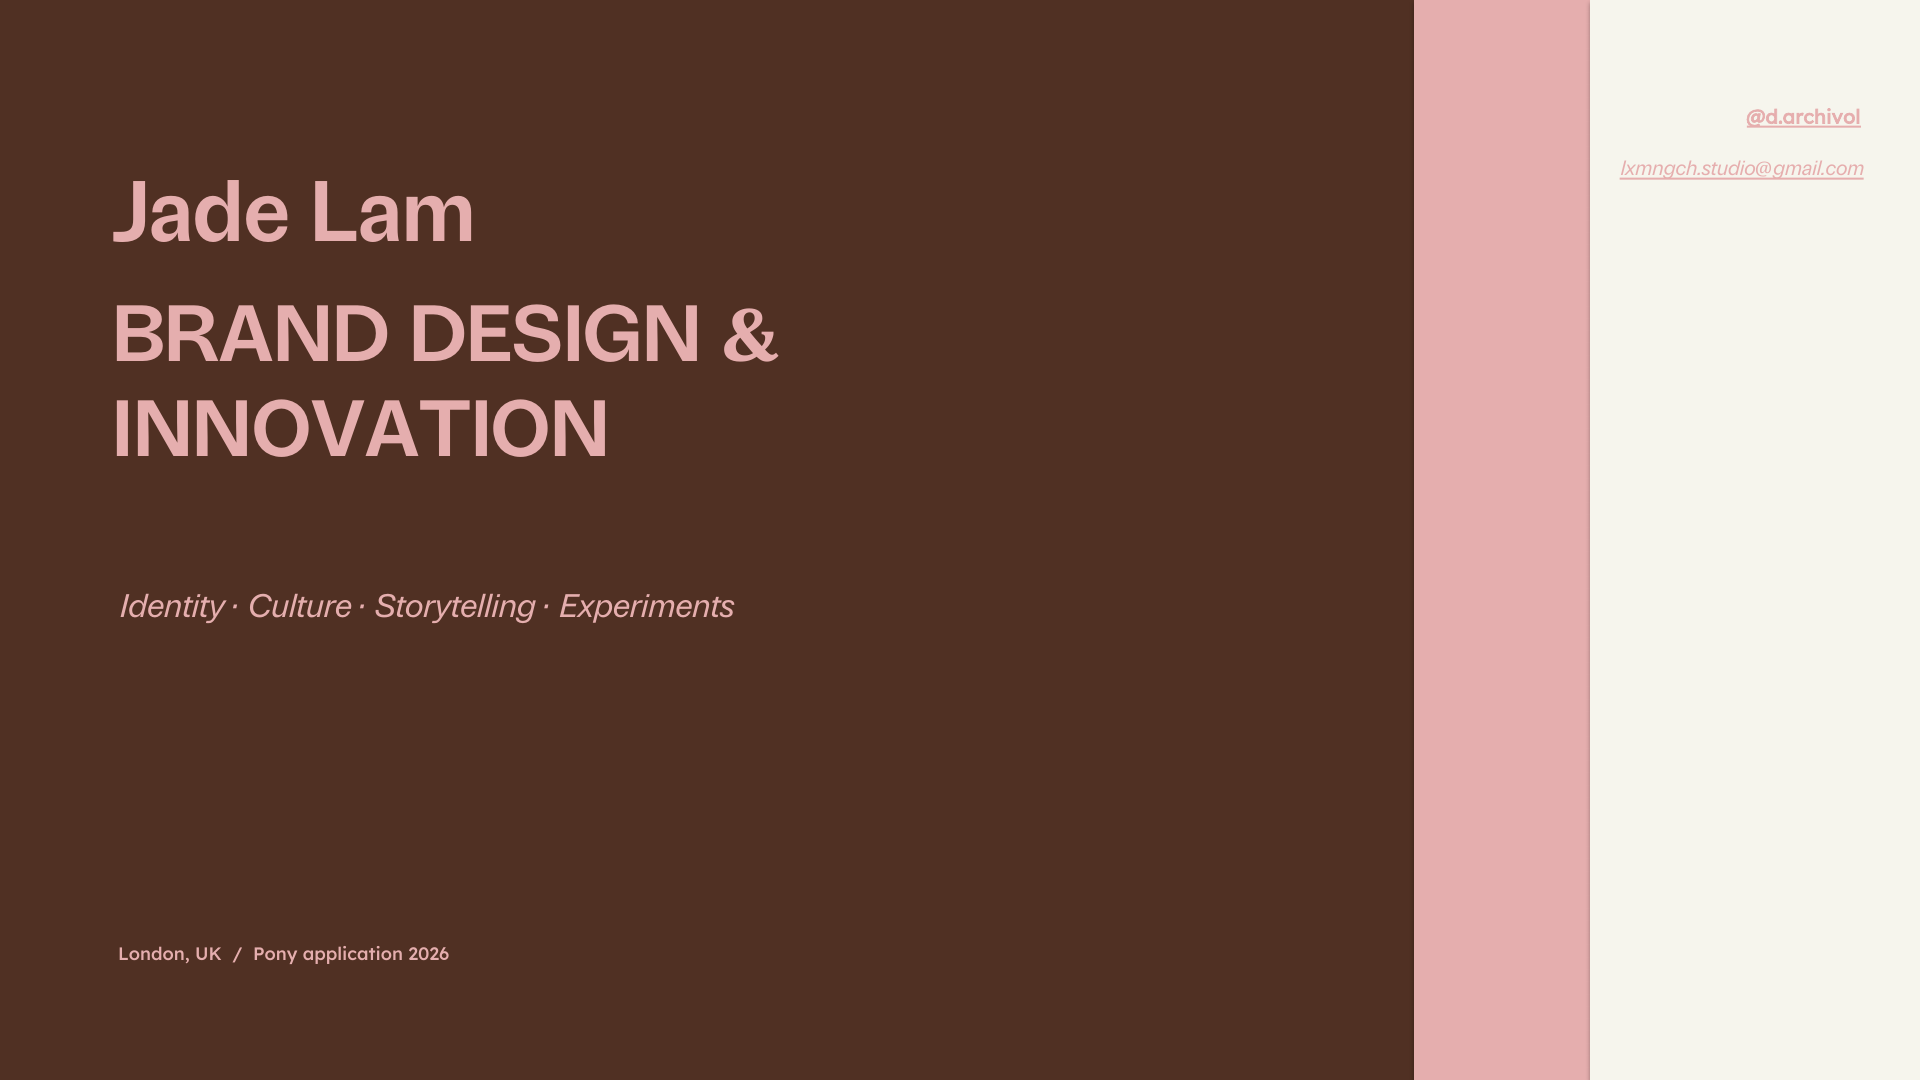 @d.archivol
lxmngch.studio@gmail.com
Jade Lam
BRAND DESIGN &
INNOVATION
Identity · Culture · Storytelling · Experiments
London, UK / Pony application 2026